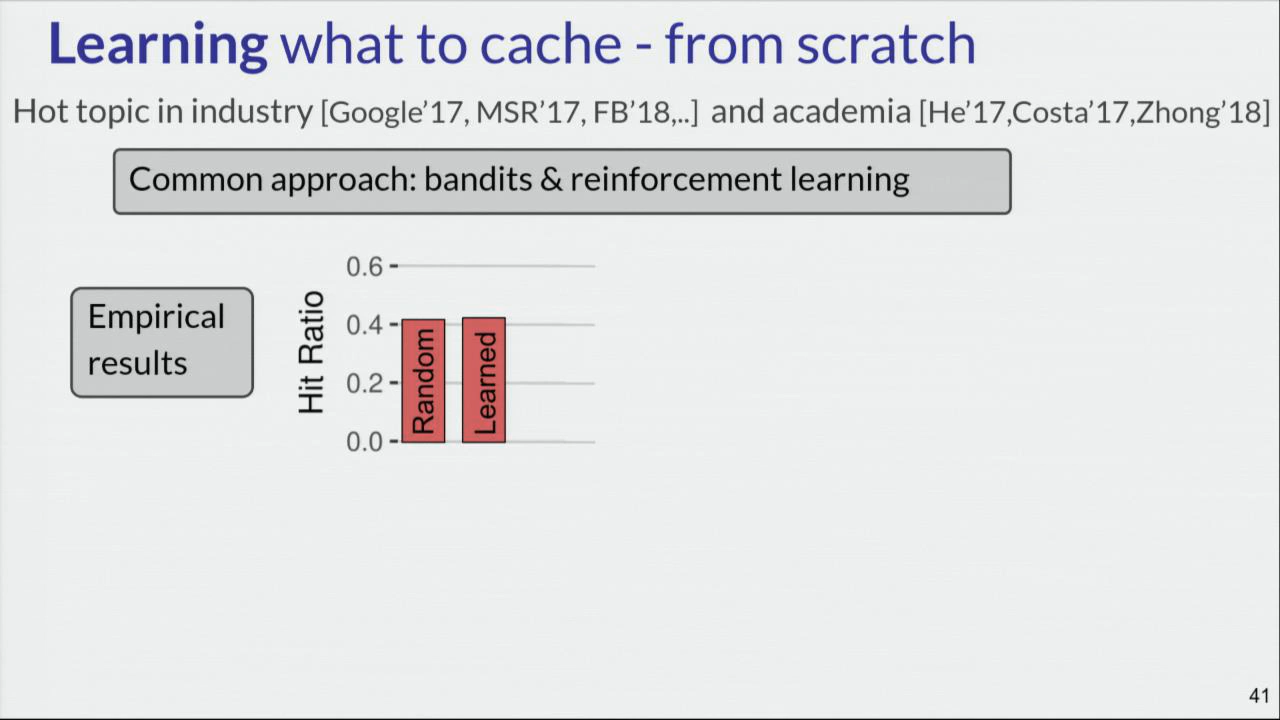 Learning what to cache - from scratch
Hot topic in industry [Google’17, MSR’17, FB’18,..] and academia [He’17,Costa’17,Zhong’18]
Common approach: bandits & reinforcement learning
Empirical
results
Hit Ratio
0.6
0.4
0.2
0.0
Random
Learned
41